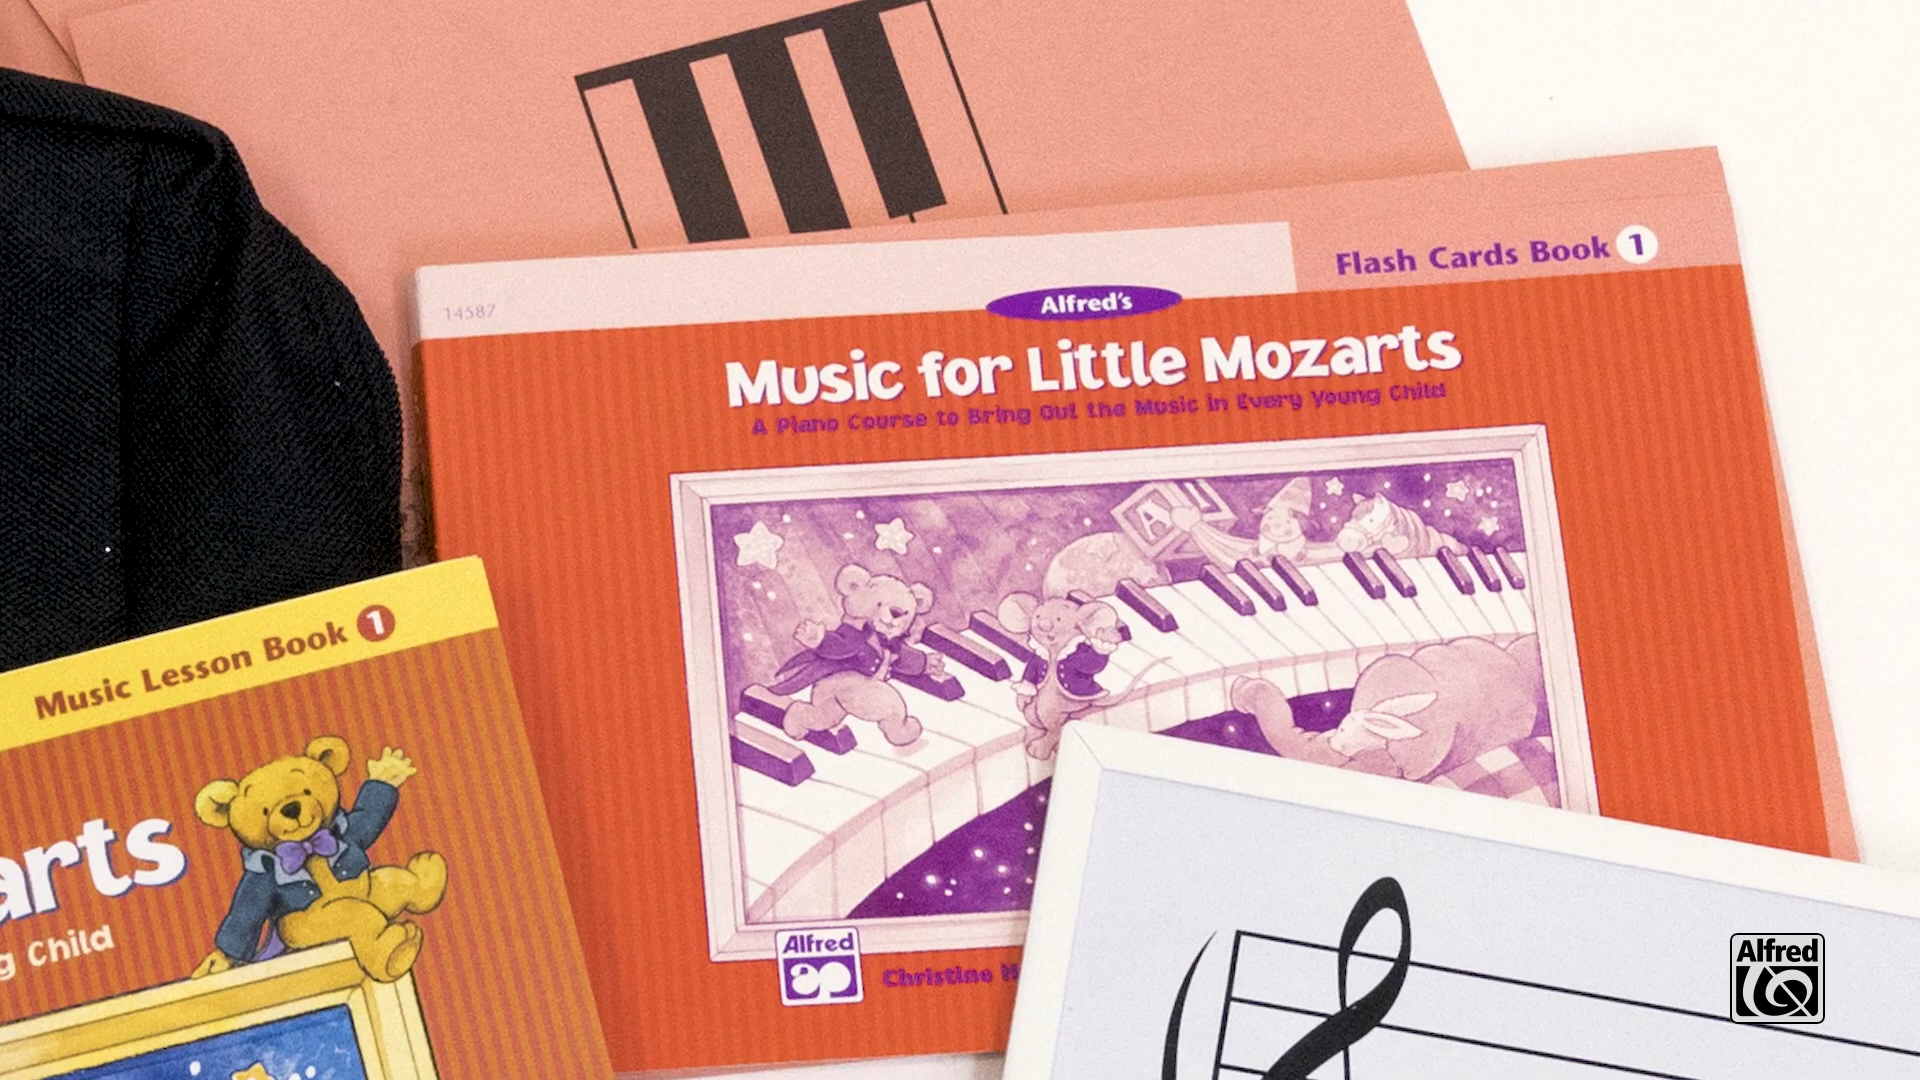 14587
Flash Cards Book 1
Alfred's
Music for Little Mozarts
A Piano Course to Bring Out the Music in Every Young Child
A
Alfred
Christine
Music Lesson Book 1
arts
g Child
Alfred